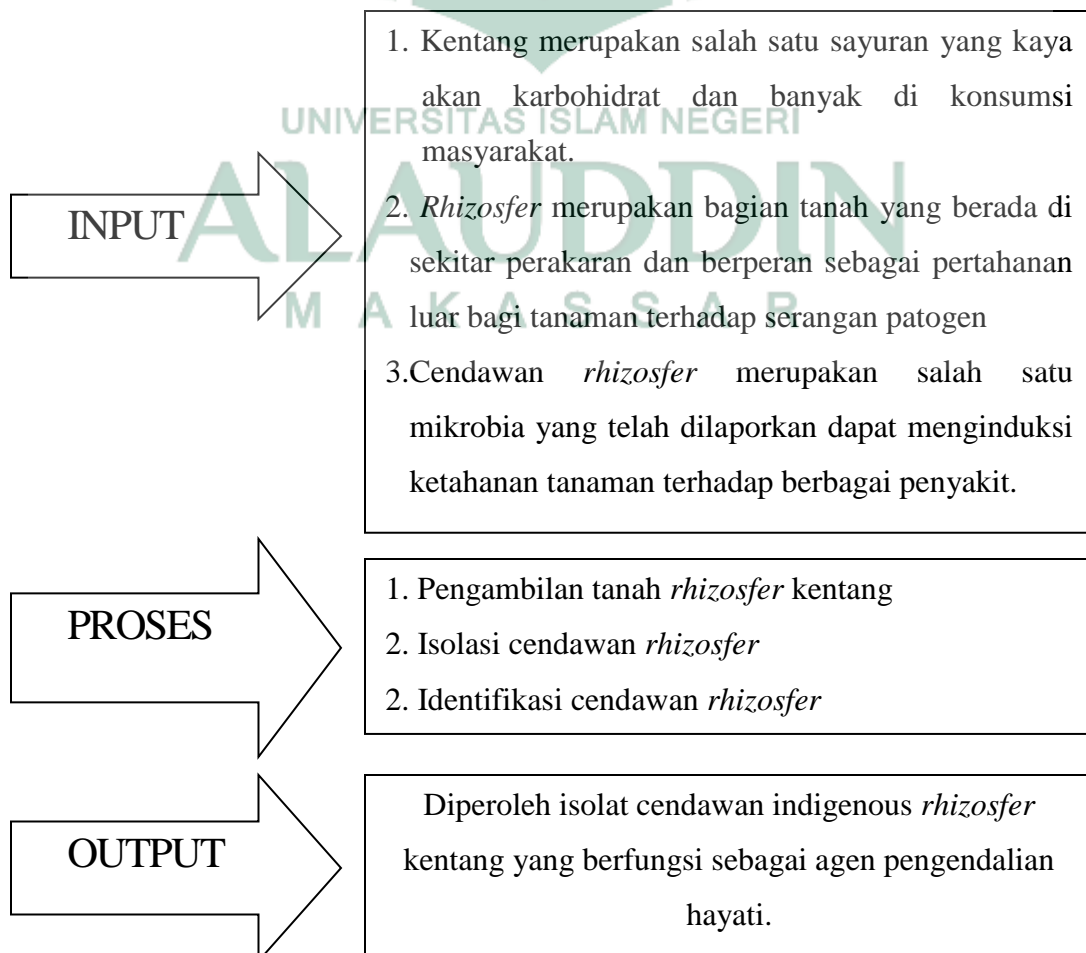 1. Kentang merupakan salah satu sayuran yang kaya
akan karbohidrat dan banyak di konsumsi
masyarakat.
2. Rhizosfer merupakan bagian tanah yang berada di
sekitar perakaran dan berperan sebagai pertahanan
luar bagi tanaman terhadap serangan patogen
3.Cendawan rhizosfer merupakan salah satu
mikrobia yang telah dilaporkan dapat menginduksi
ketahanan tanaman terhadap berbagai penyakit.
INPUT
UNIVERSITAS ISLAM NEGERI
ALAUDDIN
MAKASSAR
PROSES
1. Pengambilan tanah rhizosfer kentang
2. Isolasi cendawan rhizosfer
2. Identifikasi cendawan rhizosfer
OUTPUT
Diperoleh isolat cendawan indigenous rhizosfer
kentang yang berfungsi sebagai agen pengendalian
hayati.